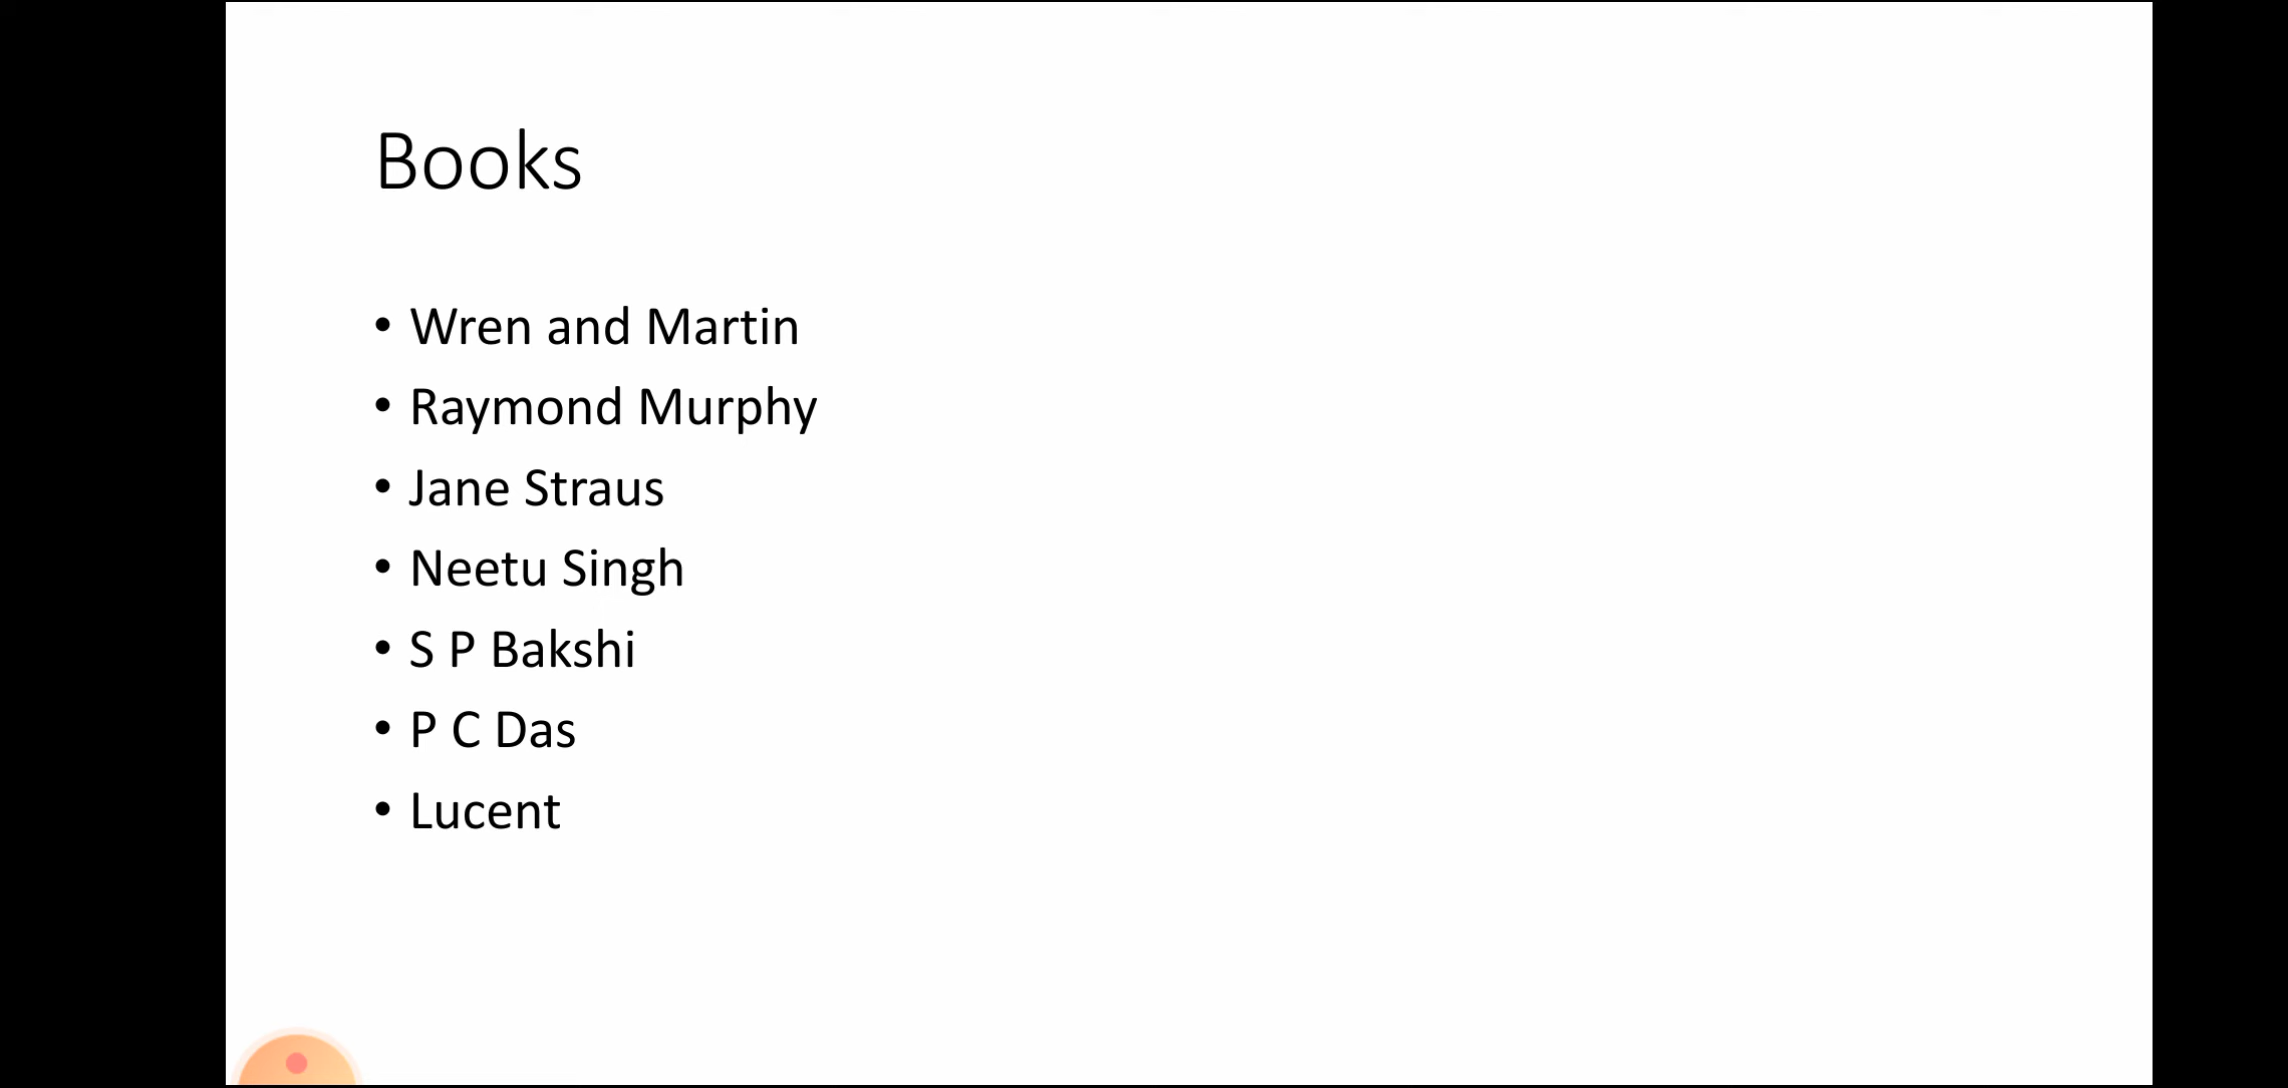 Books
• Wren and Martin
• Raymond Murphy
• Jane Straus
• Neetu Singh
• S P Bakshi
• P C Das
• Lucent